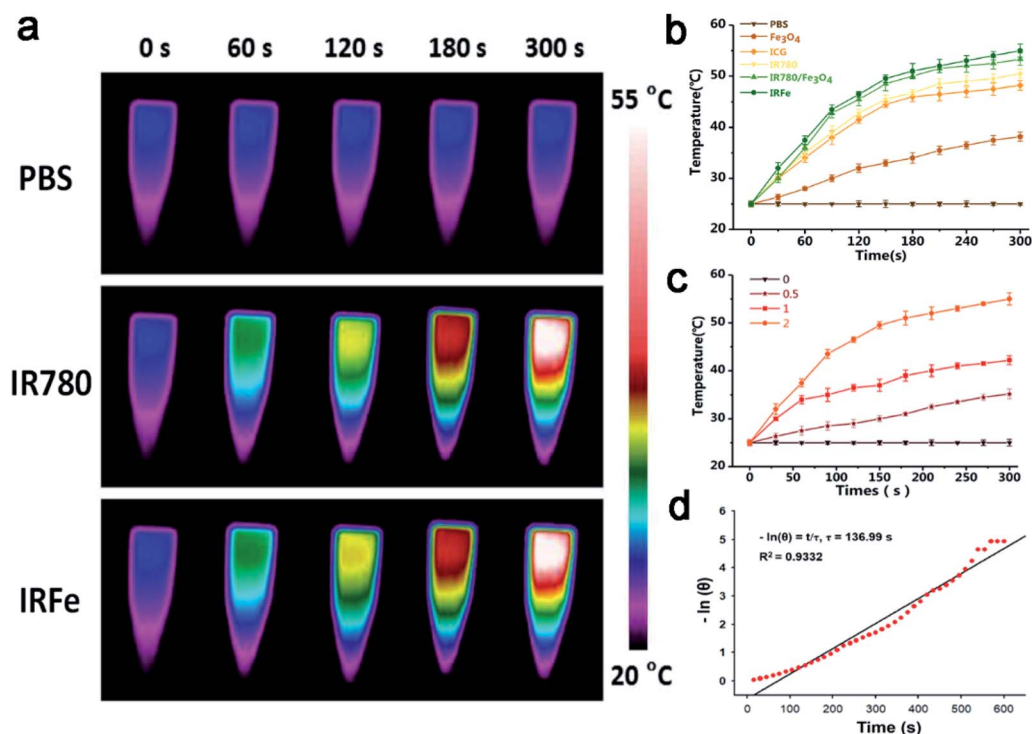 a
0 s 60 s 120 s 180 s 300 s
PBS
IR780
IRFe
55 °C
20 °C
b
PBS
Fe₃O₄
ICG
IR780
IR780/Fe₃O₄
IRFe
Temperature(℃)
60
50
40
30
20
0 60 120 180 240 300
Time(s)
c
0
0.5
1
2
Temperature(℃)
60
50
40
30
20
0 50 100 150 200 250 300
Times ( s )
d
- ln(θ) = t/τ, τ = 136.99 s
R² = 0.9332
- ln (θ)
6
5
4
3
2
1
0
0 100 200 300 400 500 600
Time (s)